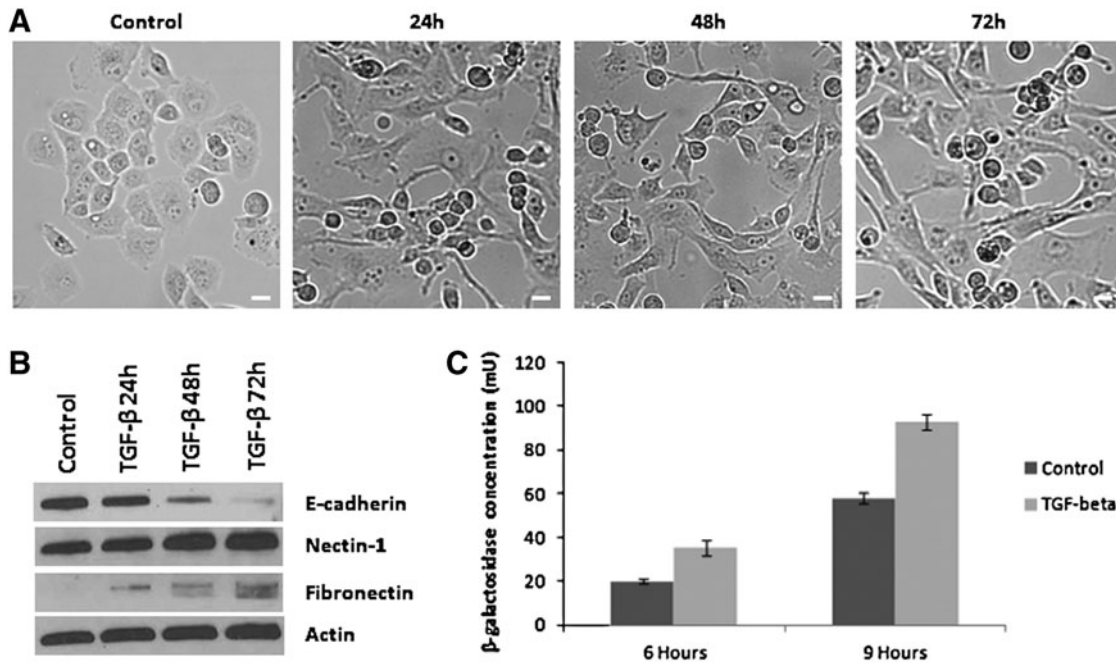 A
Control
24h
48h
72h
B
Control
TGF-β 24h
TGF-β 48h
TGF-β 72h
E-cadherin
Nectin-1
Fibronectin
Actin
C
β-galactosidase concentration (mU)
120
100
80
60
40
20
0
6 Hours
9 Hours
Control
TGF-beta